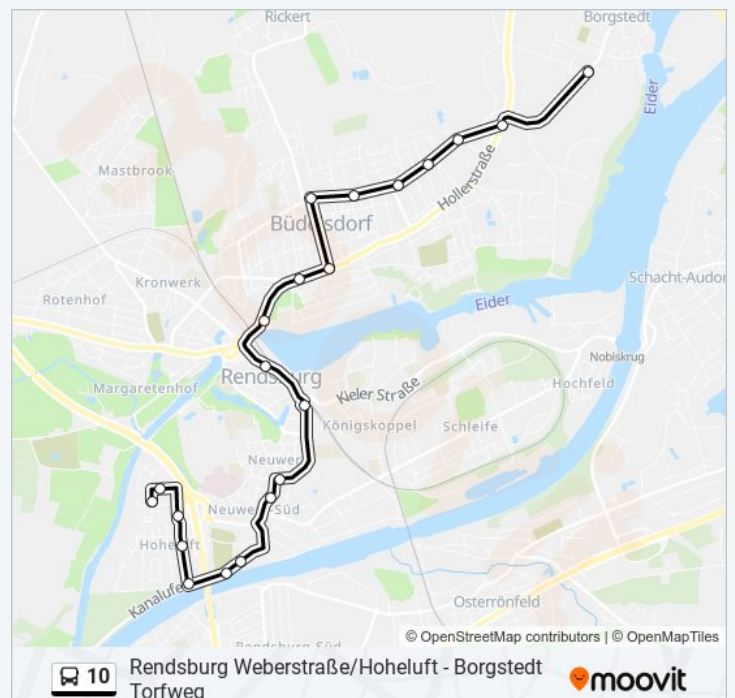 Rickert
Borgstedt
Eider
Mastbrook
Hollerstraße
Büdelsdorf
Kronwerk
Schacht-Audor
Rotenhof
Eider
Nobiskrug
Rendsburg
Margaretenhof
Kieler Straße
Hochfeld
Königskoppel
Schleife
Neuwerk
Neuwerk-Süd
Hoheluft
Kanalufer
Osterrönfeld
Rendsburg Süd
© OpenStreetMap contributors | © OpenMapTiles
10
Rendsburg Weberstraße/Hoheluft - Borgstedt
Torfweg
moovit